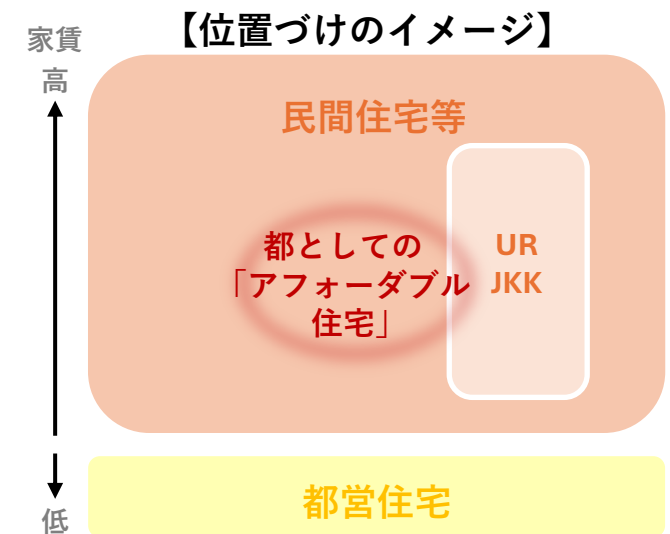 【位置づけのイメージ】
家賃
高
民間住宅等
都としての
「アフォーダブル
住宅」
UR
JKK
都営住宅
低